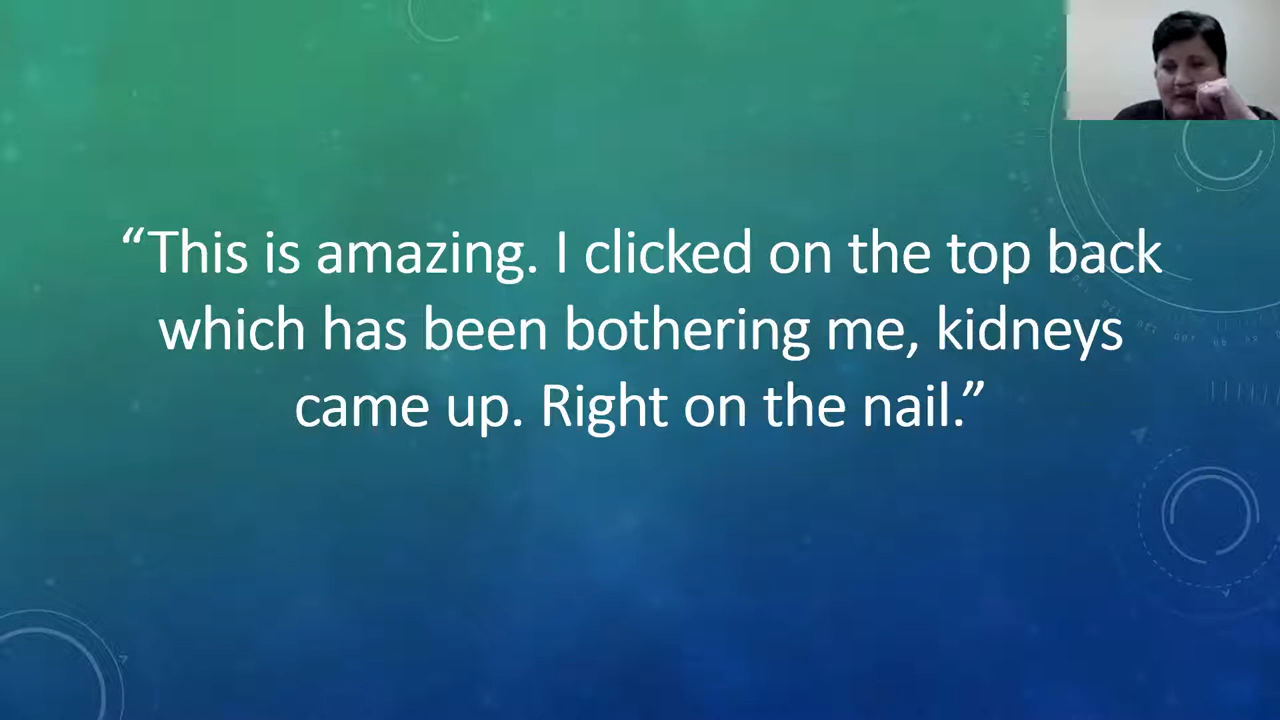 “This is amazing. I clicked on the top back
which has been bothering me, kidneys
came up. Right on the nail.”